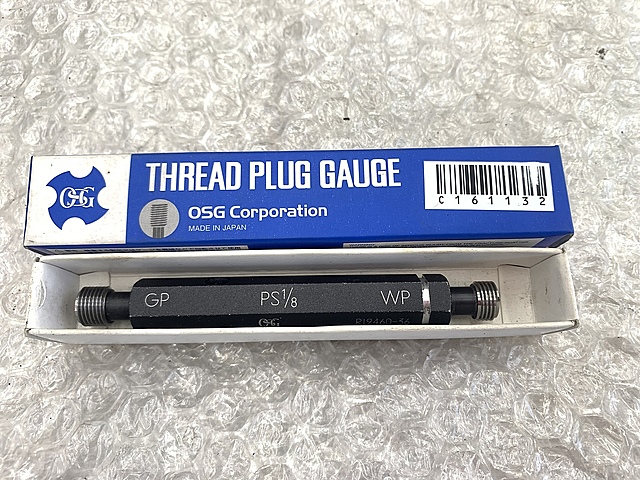 THREAD PLUG GAUGE
OSG
OSG Corporation
MADE IN JAPAN
C161132
GP PS1/8 WP
OSG